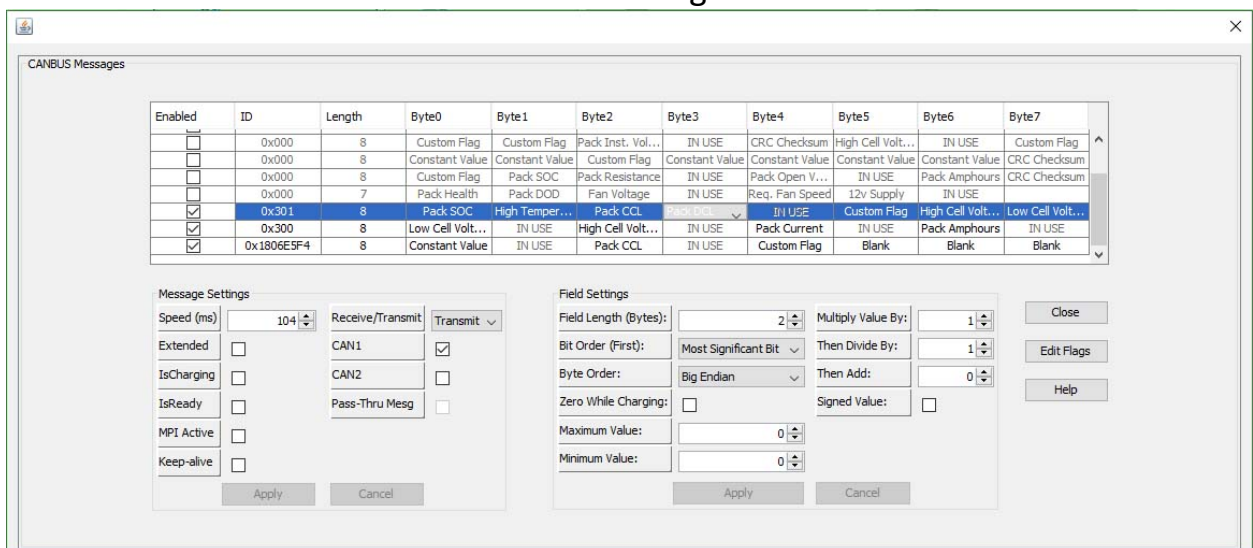 CANBUS Messages
Enabled ID Length Byte0 Byte1 Byte2 Byte3 Byte4 Byte5 Byte6 Byte7
0x000 8 Custom Flag Custom Flag Pack Inst. Vol... IN USE CRC Checksum High Cell Volt... IN USE Custom Flag
0x000 8 Constant Value Constant Value Custom Flag Constant Value Constant Value Constant Value Constant Value CRC Checksum
0x000 8 Custom Flag Pack SOC Pack Resistance IN USE Pack Open V... IN USE Pack Amphours CRC Checksum
0x000 7 Pack Health Pack DOD Fan Voltage IN USE Req. Fan Speed 12v Supply IN USE
0x301 8 Pack SOC High Temper... Pack CCL Pack DCL IN USE Custom Flag High Cell Volt... Low Cell Volt...
0x300 8 Low Cell Volt... IN USE High Cell Volt... IN USE Pack Current IN USE Pack Amphours IN USE
0x1806E5F4 8 Constant Value IN USE Pack CCL IN USE Custom Flag Blank Blank Blank
Message Settings Field Settings
Speed (ms) 104 Receive/Transmit Transmit Field Length (Bytes): 2 Multiply Value By: 1 Close
Extended CAN1 Bit Order (First): Most Significant Bit Then Divide By: 1 Edit Flags
IsCharging CAN2 Byte Order: Big Endian Then Add: 0 Help
IsReady Pass-Thru Mesg Zero While Charging: Signed Value:
MPI Active Maximum Value: 0
Keep-alive Minimum Value: 0
Apply Cancel Apply Cancel